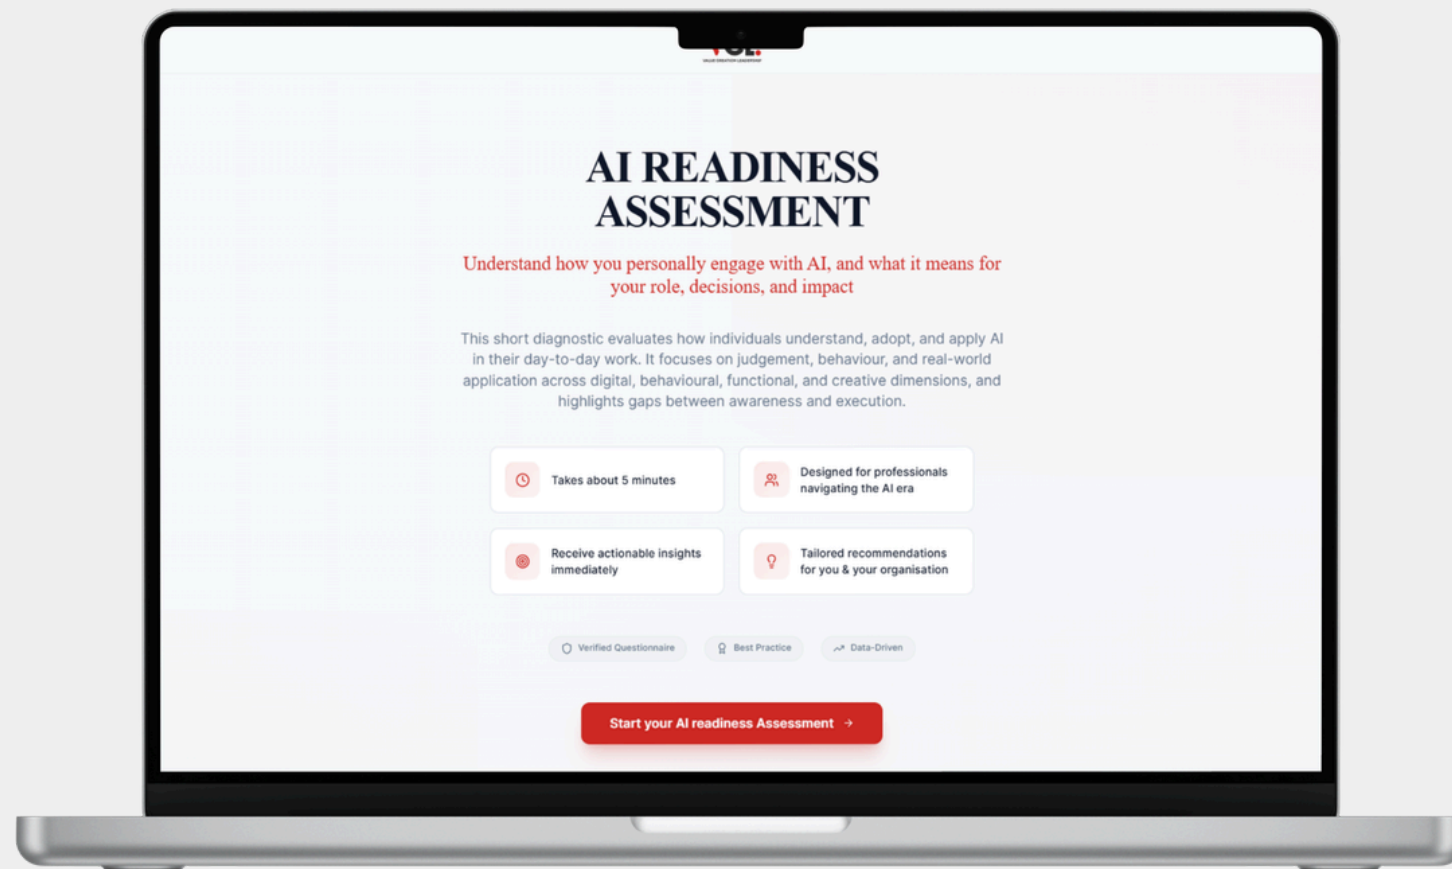 VALUE CREATION LEADERSHIP
AI READINESS
ASSESSMENT
Understand how you personally engage with AI, and what it means for
your role, decisions, and impact
This short diagnostic evaluates how individuals understand, adopt, and apply AI
in their day-to-day work. It focuses on judgement, behaviour, and real-world
application across digital, behavioural, functional, and creative dimensions, and
highlights gaps between awareness and execution.
Takes about 5 minutes
Designed for professionals
navigating the AI era
Receive actionable insights
immediately
Tailored recommendations
for you & your organisation
Verified Questionnaire
Best Practice
Data-Driven
Start your AI readiness Assessment →